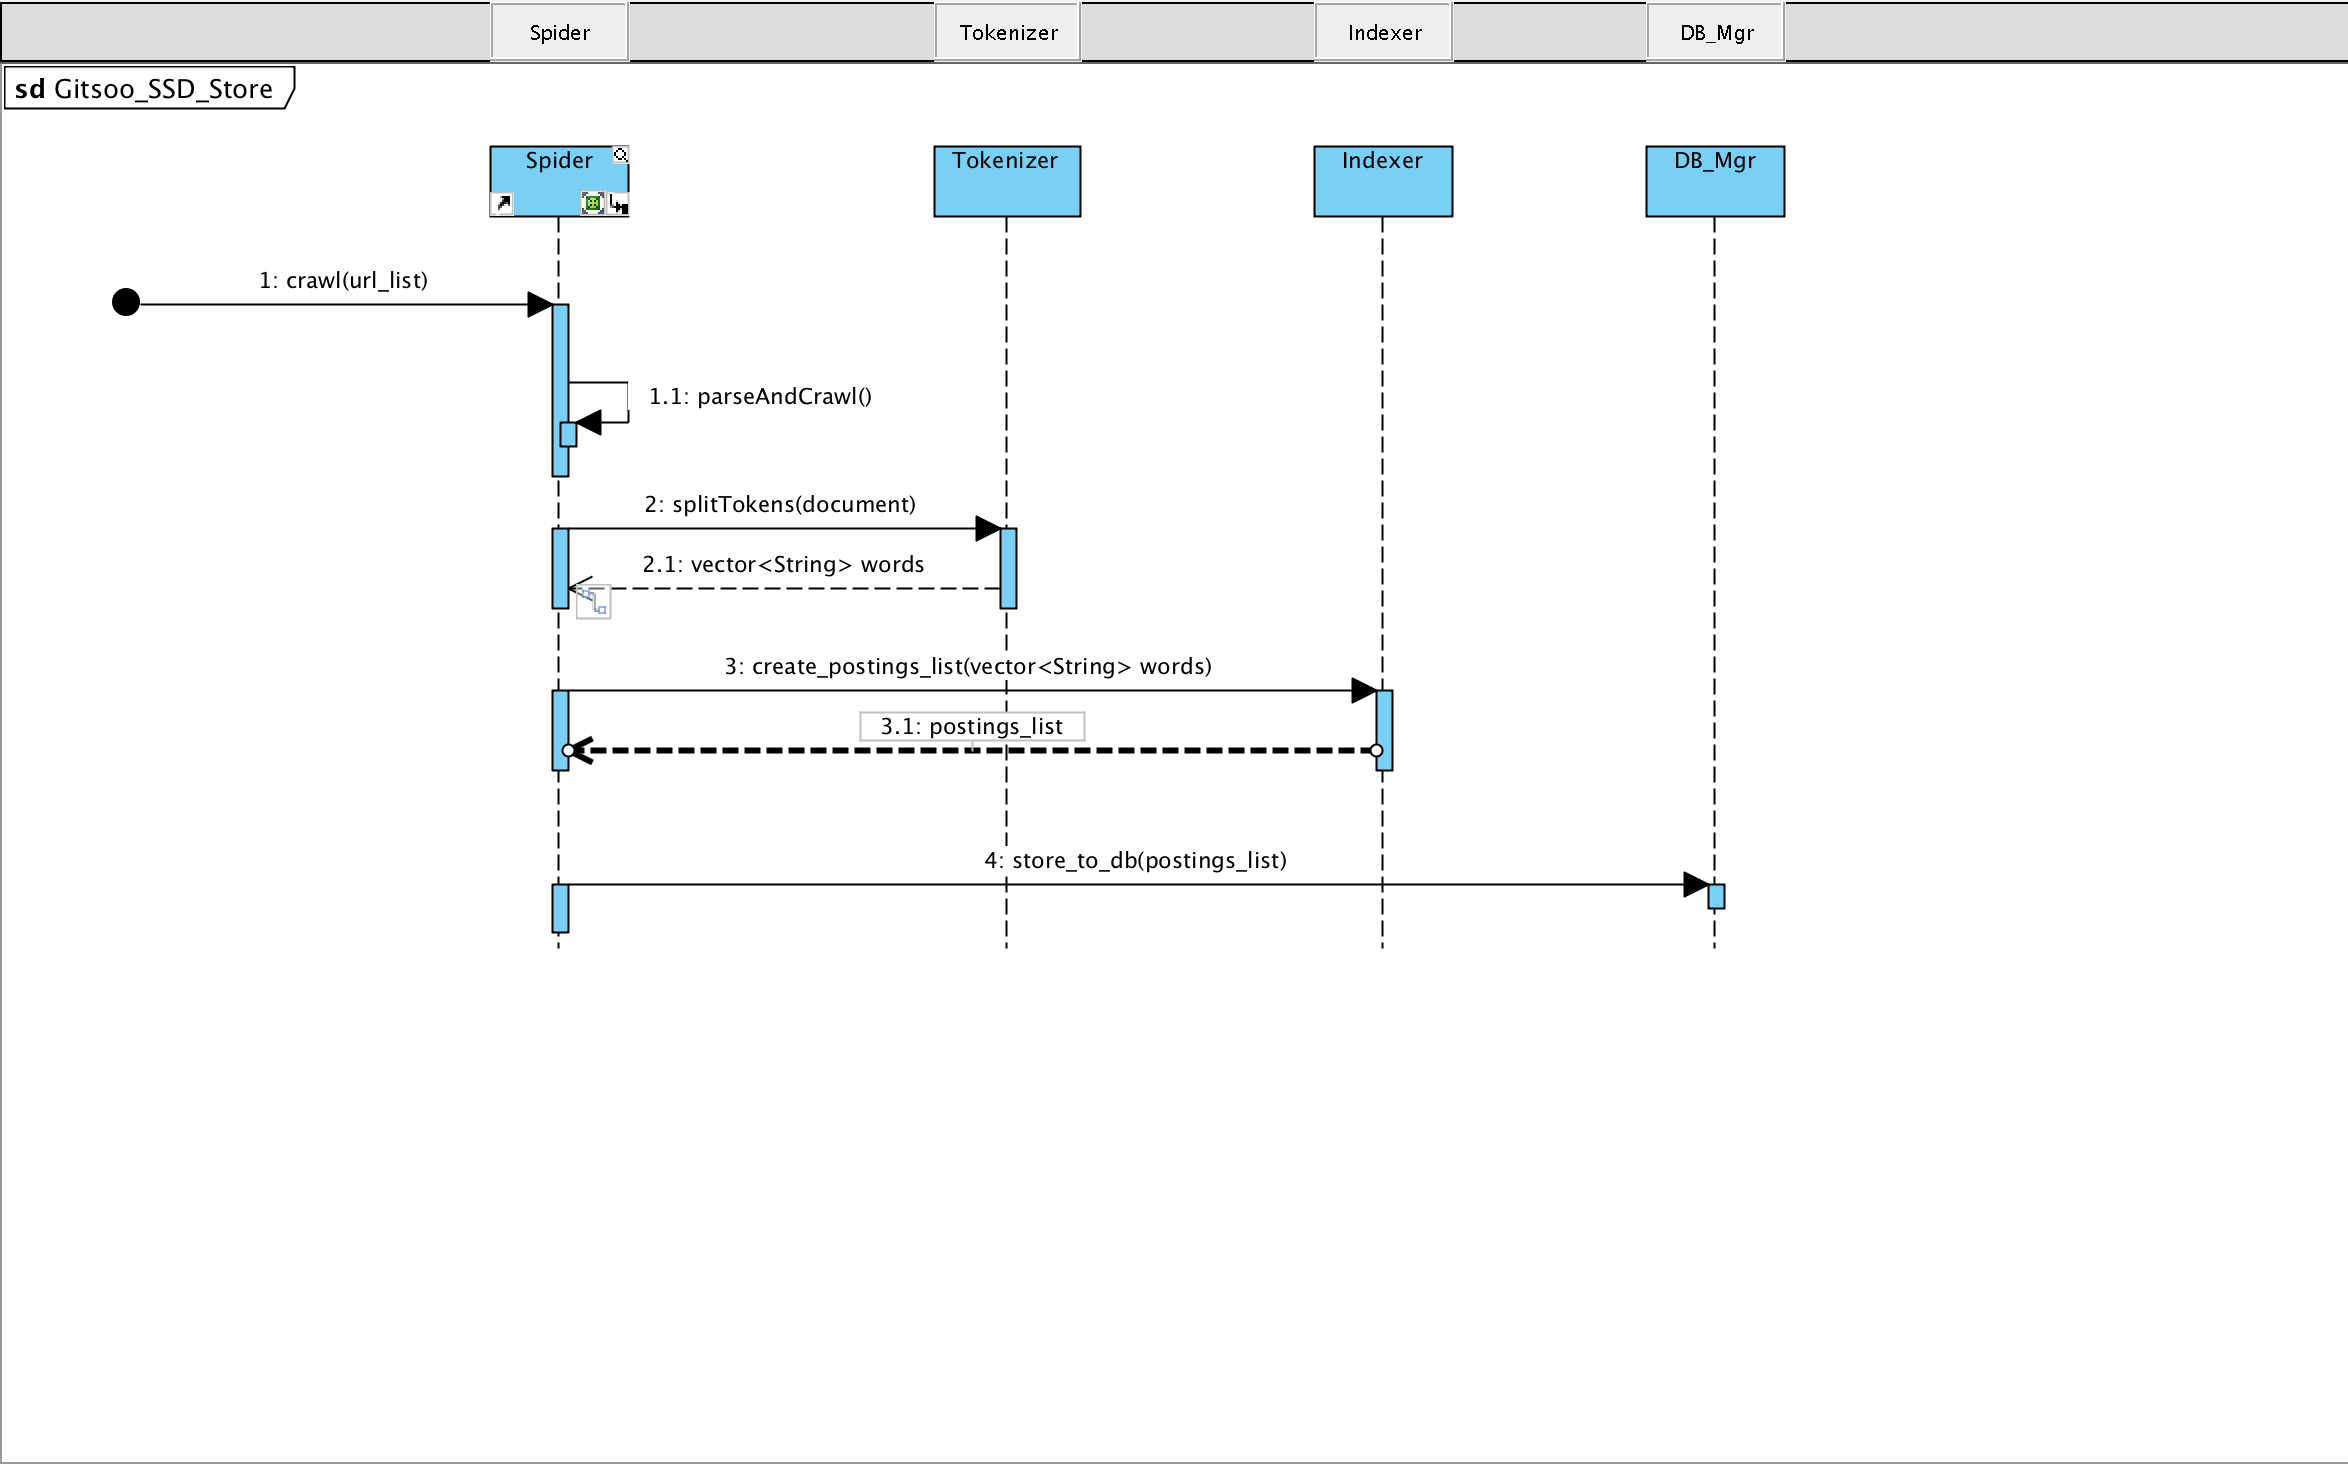 Spider
Tokenizer
Indexer
DB_Mgr
sd Gitsoo_SSD_Store
Spider
Tokenizer
Indexer
DB_Mgr
1: crawl(url_list)
1.1: parseAndCrawl()
2: splitTokens(document)
2.1: vector<String> words
3: create_postings_list(vector<String> words)
3.1: postings_list
4: store_to_db(postings_list)